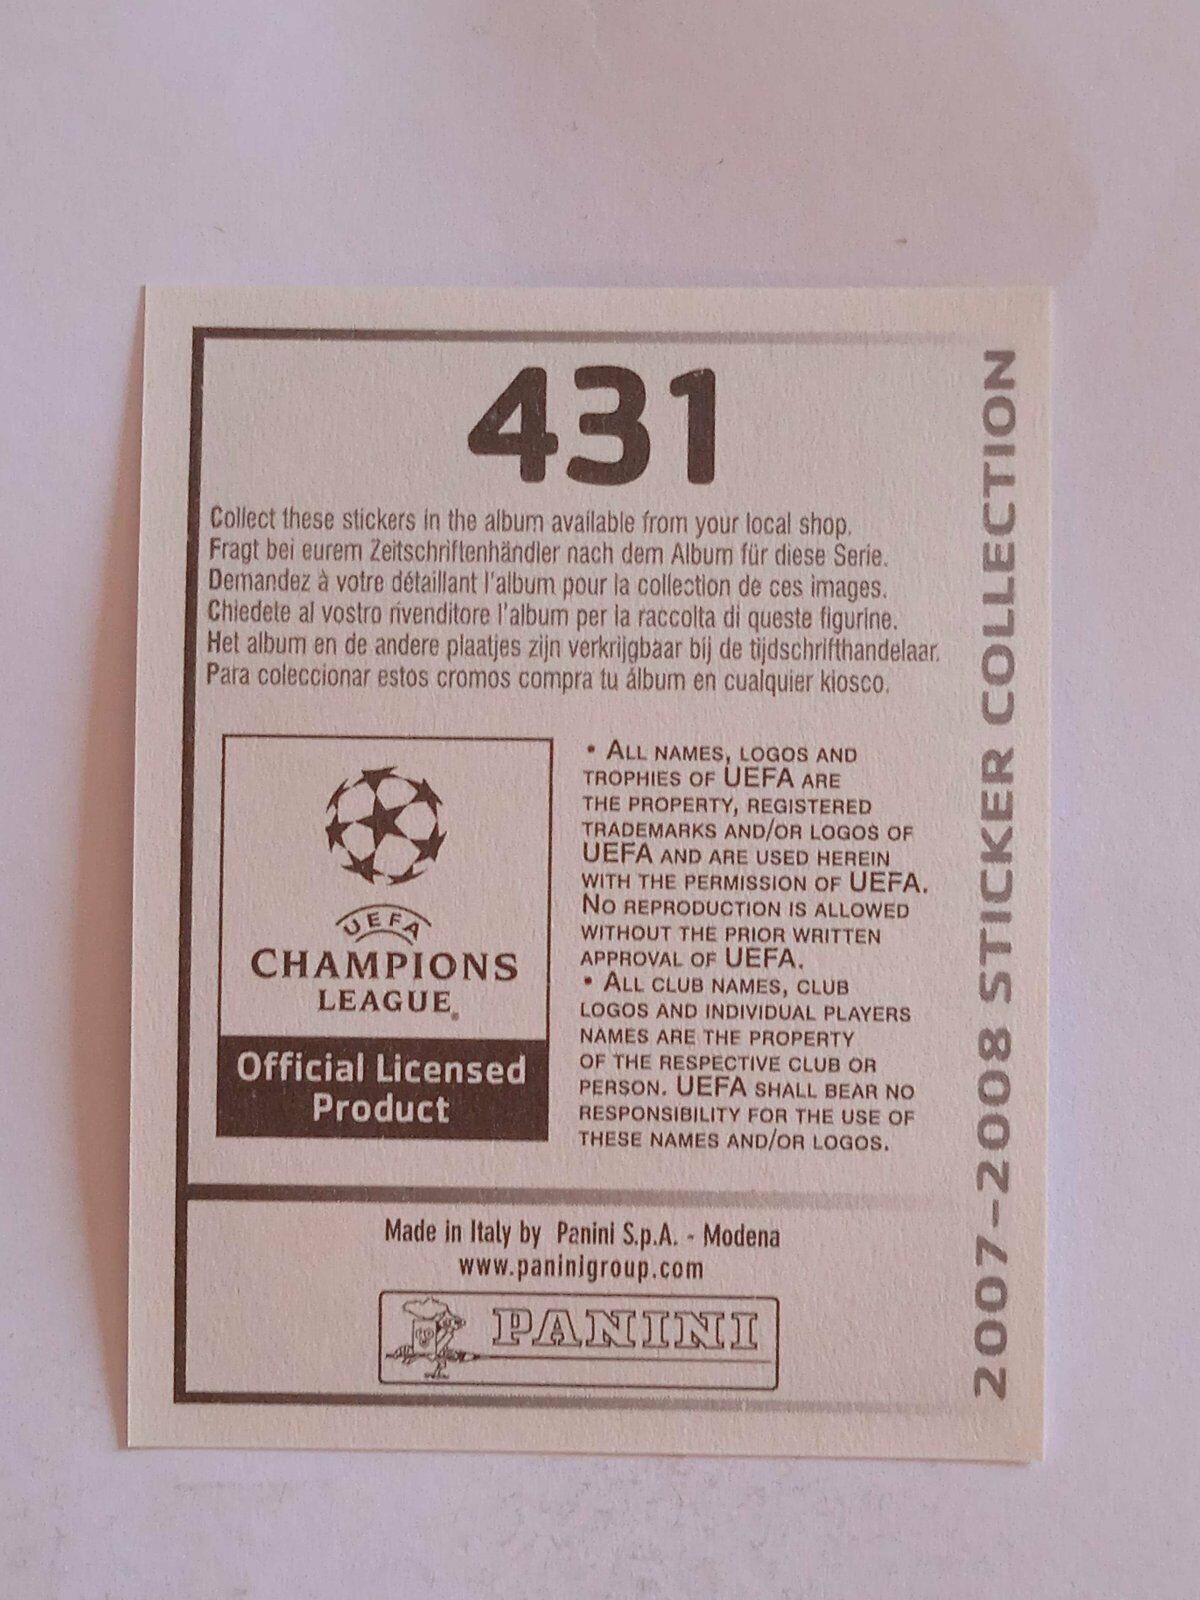 431
Collect these stickers in the album available from your local shop.
Fragt bei eurem Zeitschriftenhändler nach dem Album für diese Serie.
Demandez à votre détaillant l'album pour la collection de ces images.
Chiedete al vostro rivenditore l'album per la raccolta di queste figurine.
Het album en de andere plaatjes zijn verkrijgbaar bij de tijdschrifthandelaar.
Para coleccionar estos cromos compra tu álbum en cualquier kiosco.
UEFA
CHAMPIONS
LEAGUE®
Official Licensed
Product
• ALL NAMES, LOGOS AND
TROPHIES OF UEFA ARE
THE PROPERTY, REGISTERED
TRADEMARKS AND/OR LOGOS OF
UEFA AND ARE USED HEREIN
WITH THE PERMISSION OF UEFA.
NO REPRODUCTION IS ALLOWED
WITHOUT THE PRIOR WRITTEN
APPROVAL OF UEFA.
• ALL CLUB NAMES, CLUB
LOGOS AND INDIVIDUAL PLAYERS
NAMES ARE THE PROPERTY
OF THE RESPECTIVE CLUB OR
PERSON. UEFA SHALL BEAR NO
RESPONSIBILITY FOR THE USE OF
THESE NAMES AND/OR LOGOS.
Made in Italy by Panini S.p.A. - Modena
www.paninigroup.com
PANINI
2007-2008 STICKER COLLECTION